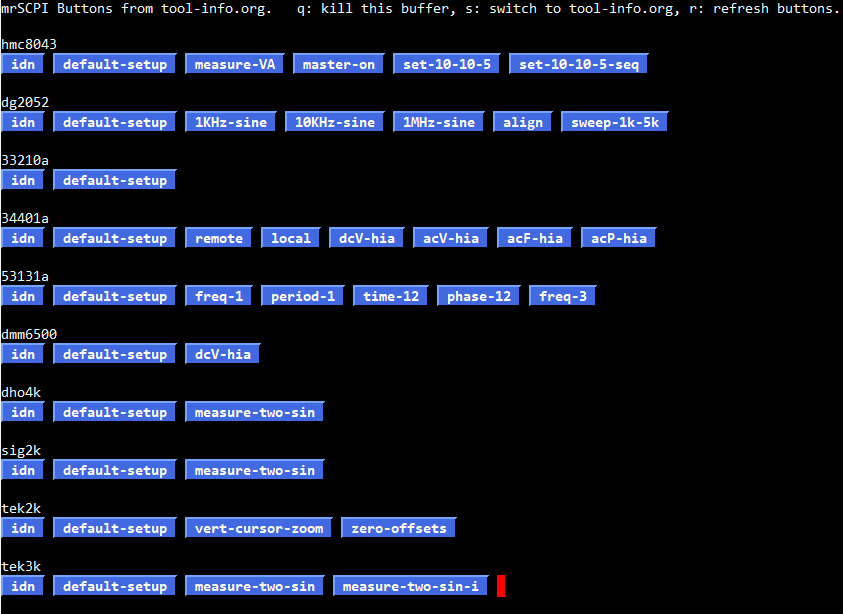 mrSCPI Buttons from tool-info.org.   q: kill this buffer, s: switch to tool-info.org, r: refresh buttons.
hmc8043
idn default-setup measure-VA master-on set-10-10-5 set-10-10-5-seq
dg2052
idn default-setup 1KHz-sine 10KHz-sine 1MHz-sine align sweep-1k-5k
33210a
idn default-setup
34401a
idn default-setup remote local dcV-hia acV-hia acF-hia acP-hia
53131a
idn default-setup freq-1 period-1 time-12 phase-12 freq-3
dmm6500
idn default-setup dcV-hia
dho4k
idn default-setup measure-two-sin
sig2k
idn default-setup measure-two-sin
tek2k
idn default-setup vert-cursor-zoom zero-offsets
tek3k
idn default-setup measure-two-sin measure-two-sin-i